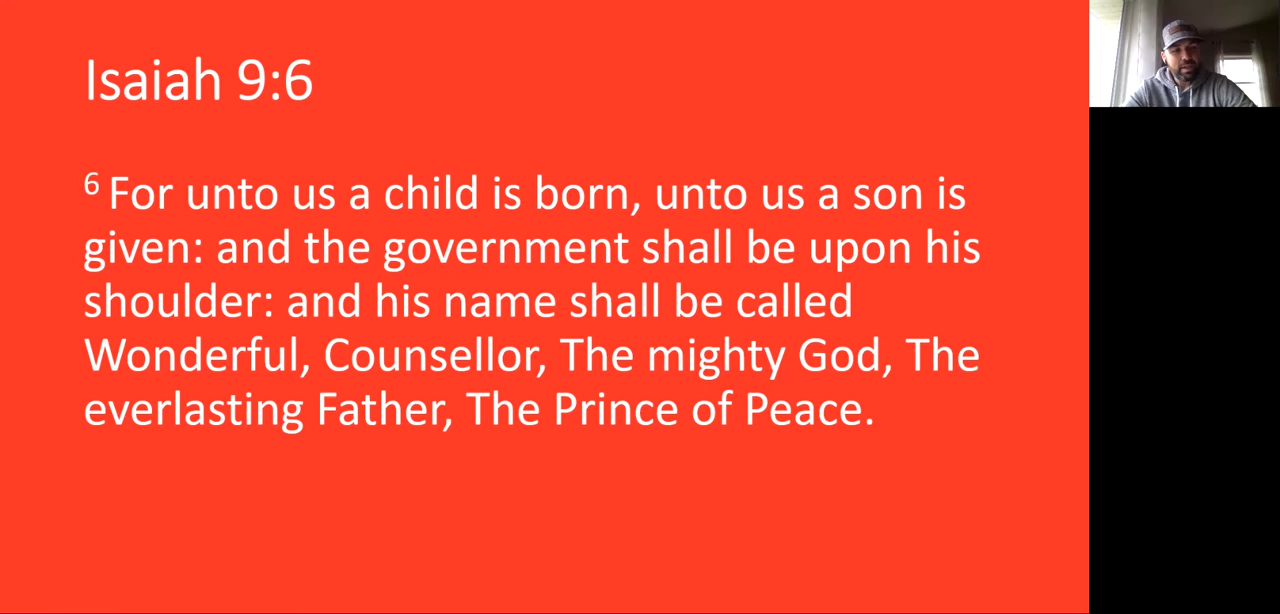 Isaiah 9:6
6 For unto us a child is born, unto us a son is
given: and the government shall be upon his
shoulder: and his name shall be called
Wonderful, Counsellor, The mighty God, The
everlasting Father, The Prince of Peace.